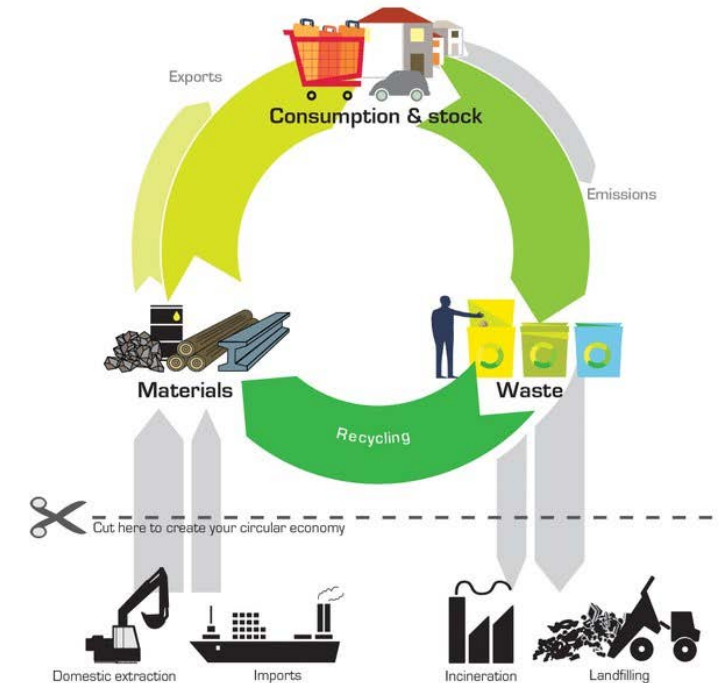 Exports
Consumption & stock
Emissions
Materials
Waste
Recycling
Cut here to create your circular economy
Domestic extraction
Imports
Incineration
Landfilling